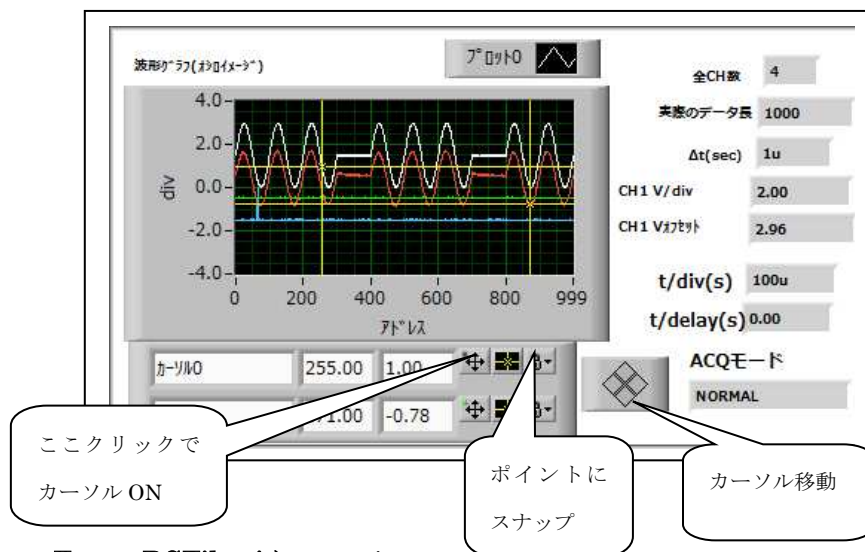 波形ｸﾞﾗﾌ(ｵｼﾛｲﾒｰｼﾞ)
ﾌﾟﾛｯﾄ0
4.0
2.0
0.0
-2.0
-4.0
div
0 200 400 600 800 999
ｱﾄﾞﾚｽ
全CH数 4
実際のデータ長 1000
Δt(sec) 1u
CH1 V/div 2.00
CH1 Vｵﾌｾｯﾄ 2.96
t/div(s) 100u
t/delay(s) 0.00
ACQモード
NORMAL
ｶｰｿﾙ0 255.00 1.00
71.00 -0.78
ここクリックで
カーソル ON
ポイントに
スナップ
カーソル移動